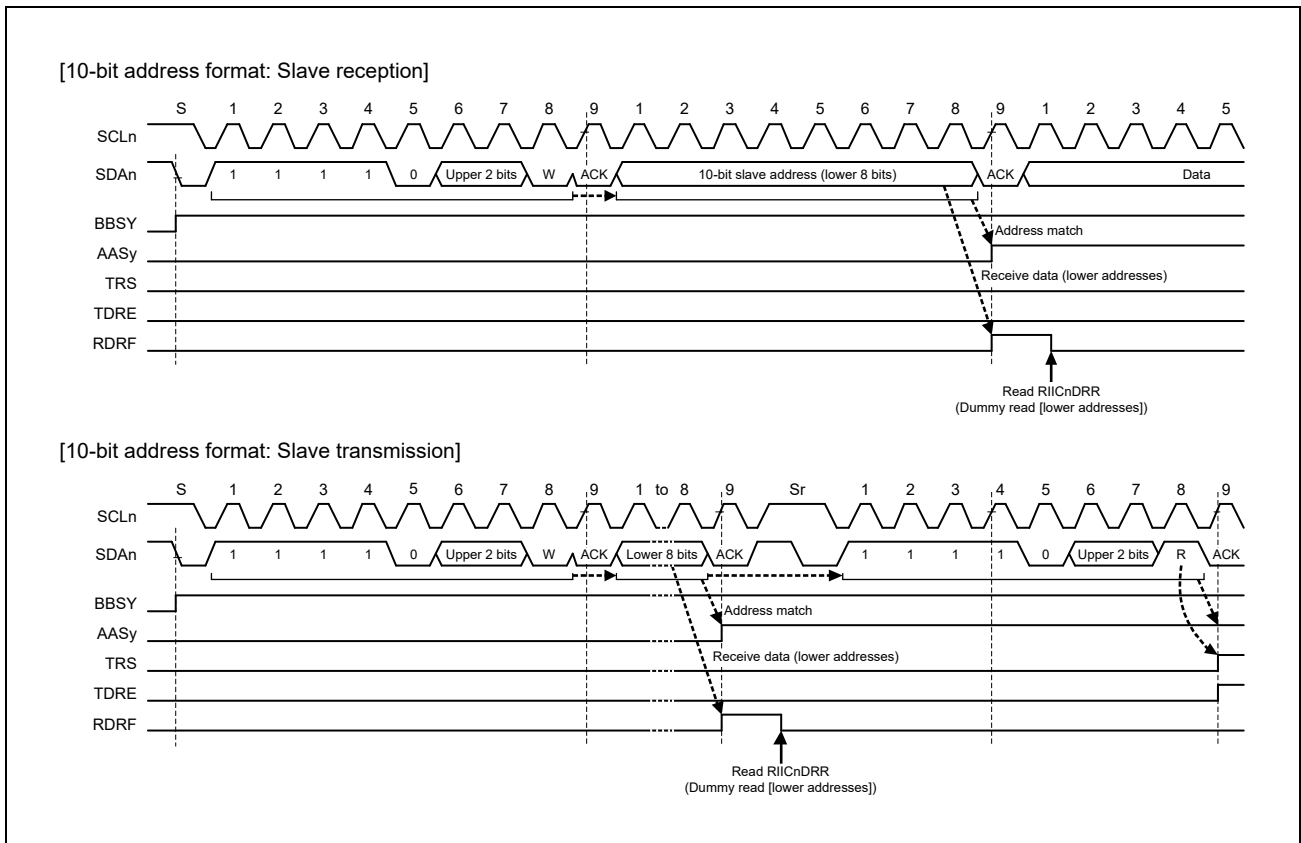 [10-bit address format: Slave reception]
S 1 2 3 4 5 6 7 8 9 1 2 3 4 5 6 7 8 9 1 2 3 4 5
SCLn
SDAn 1 1 1 1 0 Upper 2 bits W ACK 10-bit slave address (lower 8 bits) ACK Data
BBSY
Address match
AASy
Receive data (lower addresses)
TRS
TDRE
RDRF
Read RIICnDRR
(Dummy read [lower addresses])
[10-bit address format: Slave transmission]
S 1 2 3 4 5 6 7 8 9 1 to 8 9 Sr 1 2 3 4 5 6 7 8 9
SCLn
SDAn 1 1 1 1 0 Upper 2 bits W ACK Lower 8 bits ACK 1 1 1 1 0 Upper 2 bits R ACK
BBSY
Address match
AASy
Receive data (lower addresses)
TRS
TDRE
RDRF
Read RIICnDRR
(Dummy read [lower addresses])